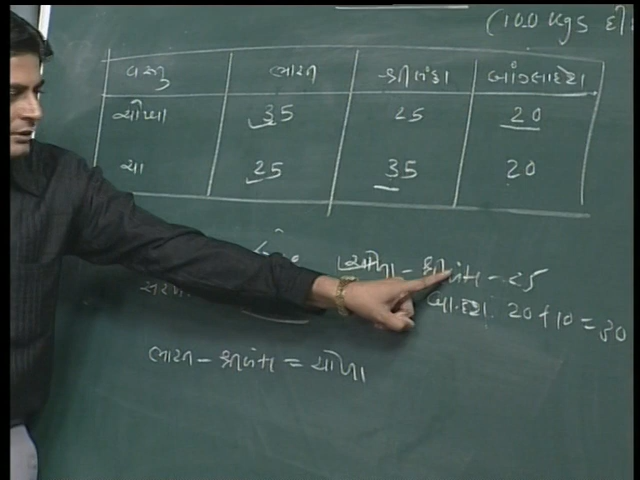 (100 Kgs દી
વસ્તુ ભારત શ્રીલંકા બાંગ્લાદેશ
ચોખા 35 25 20
ચા 25 35 20
ચોખા - શ્રીલંકા - 25
બા.દેશ. 20 + 10 = 30
ભારત - શ્રીલંકા = ચોખા